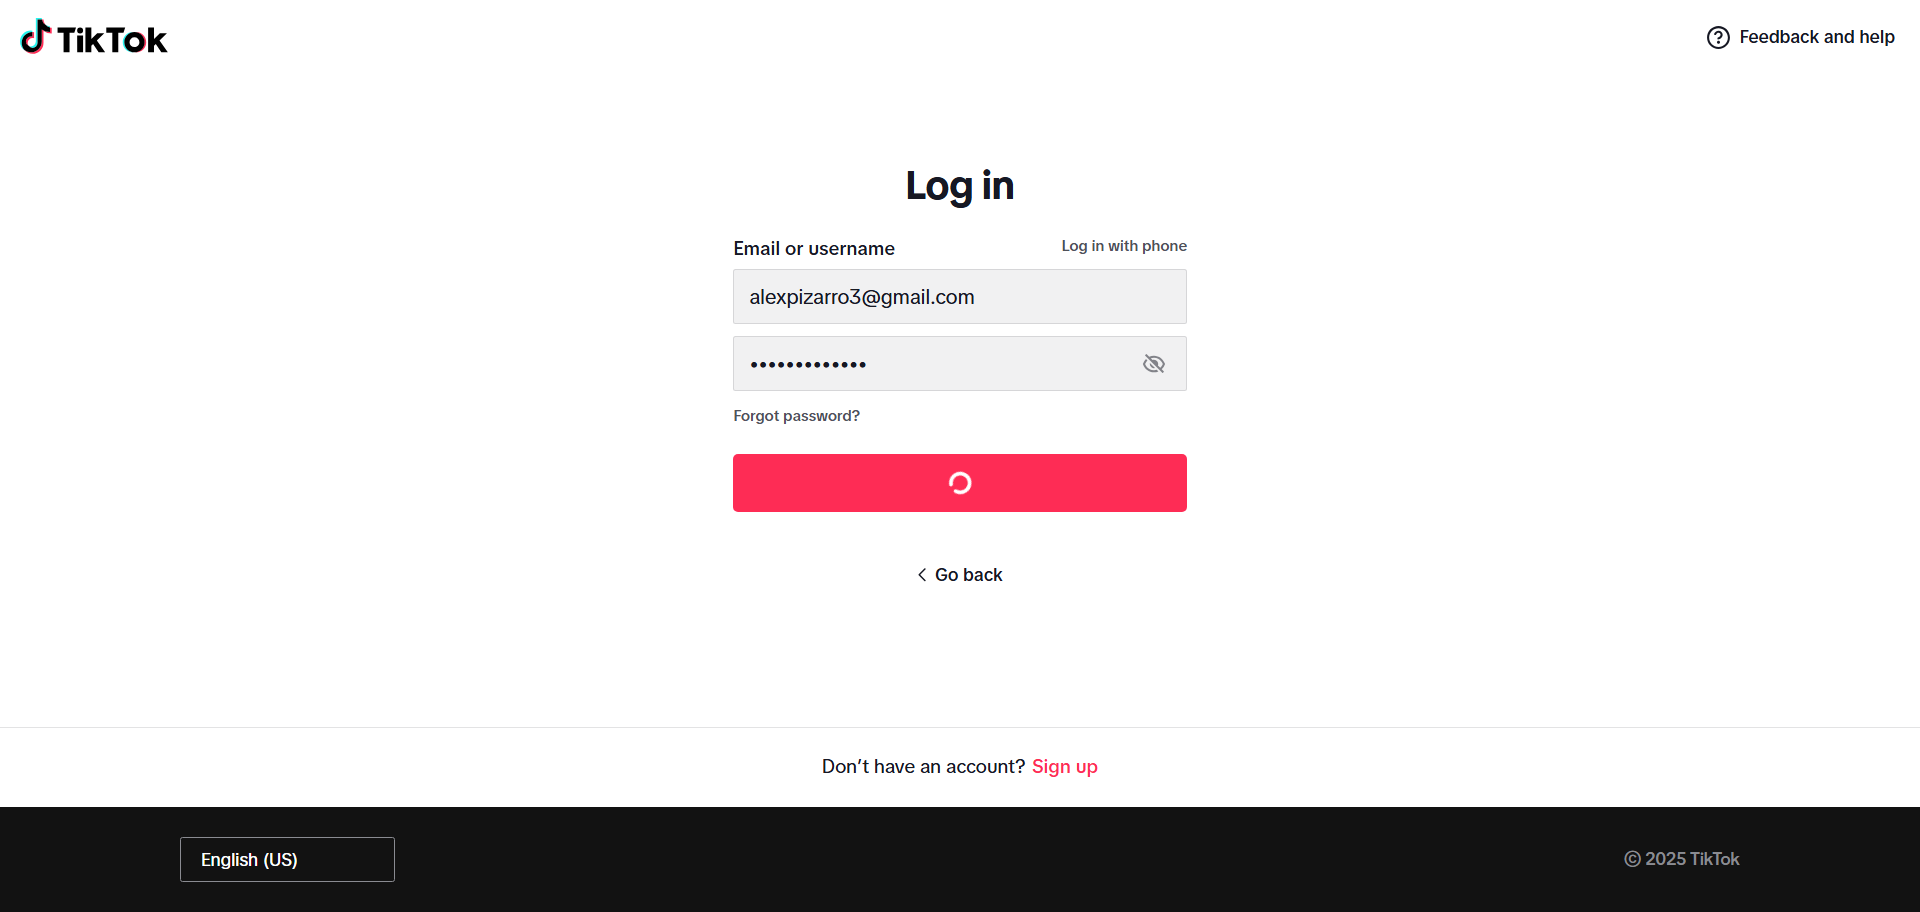 TikTok
Feedback and help
Log in
Email or username
Log in with phone
alexpizarro3@gmail.com
•••••••••••••
Forgot password?
Go back
Don’t have an account? Sign up
English (US)
© 2025 TikTok